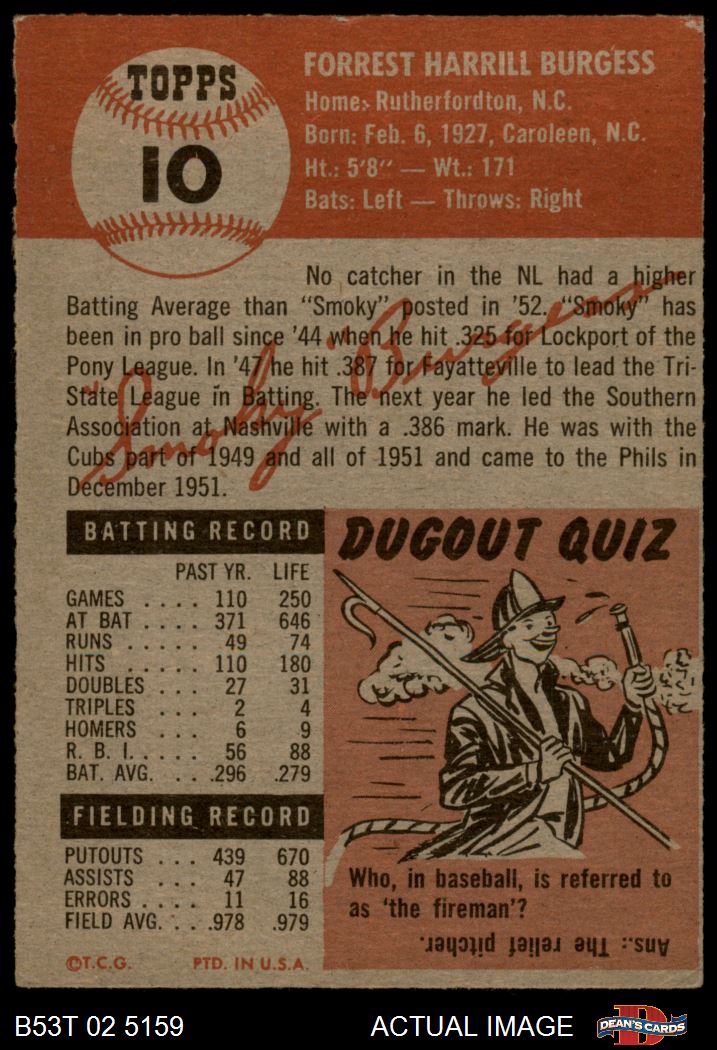 TOPPS
10
FORREST HARRILL BURGESS
Home: Rutherfordton, N.C.
Born: Feb. 6, 1927, Caroleen, N.C.
Ht.: 5'8" — Wt.: 171
Bats: Left — Throws: Right
No catcher in the NL had a higher
Batting Average than "Smoky" posted in '52. "Smoky" has
been in pro ball since '44 when he hit .325 for Lockport of the
Pony League. In '47 he hit .387 for Fayatteville to lead the Tri-
State League in Batting. The next year he led the Southern
Association at Nashville with a .386 mark. He was with the
Cubs part of 1949 and all of 1951 and came to the Phils in
December 1951.
"Smoky" Burgess
BATTING RECORD
PAST YR. LIFE
GAMES .... 110 250
AT BAT .... 371 646
RUNS ..... 49 74
HITS ..... 110 180
DOUBLES ... 27 31
TRIPLES ... 2 4
HOMERS ... 6 9
R. B. I. .... 56 88
BAT. AVG. ... .296 .279
FIELDING RECORD
PUTOUTS ... 439 670
ASSISTS ... 47 88
ERRORS .... 11 16
FIELD AVG. .. .978 .979
©T.C.G. PTD. IN U.S.A.
DUGOUT QUIZ
Who, in baseball, is referred to
as 'the fireman'?
Ans.: The relief pitcher.
B53T 02 5159
ACTUAL IMAGE
DEAN'S CARDS